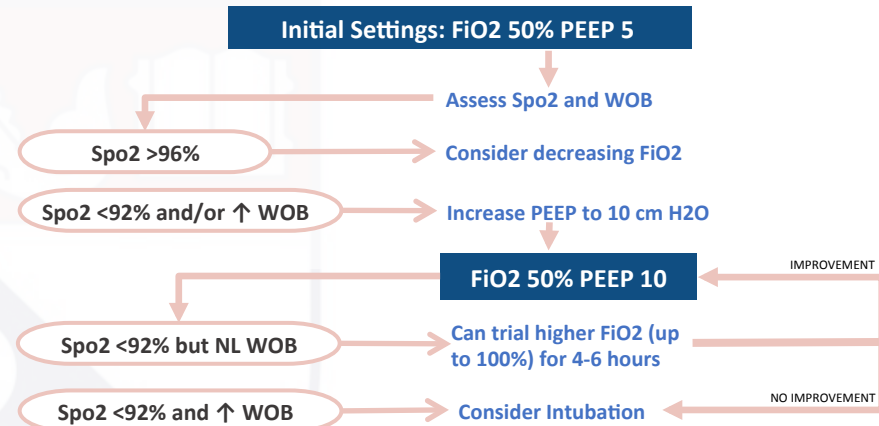 Initial Settings: FiO2 50% PEEP 5
Assess Spo2 and WOB
Spo2 >96%
Consider decreasing FiO2
Spo2 <92% and/or ↑ WOB
Increase PEEP to 10 cm H2O
FiO2 50% PEEP 10
IMPROVEMENT
Spo2 <92% but NL WOB
Can trial higher FiO2 (up
to 100%) for 4-6 hours
NO IMPROVEMENT
Spo2 <92% and ↑ WOB
Consider Intubation